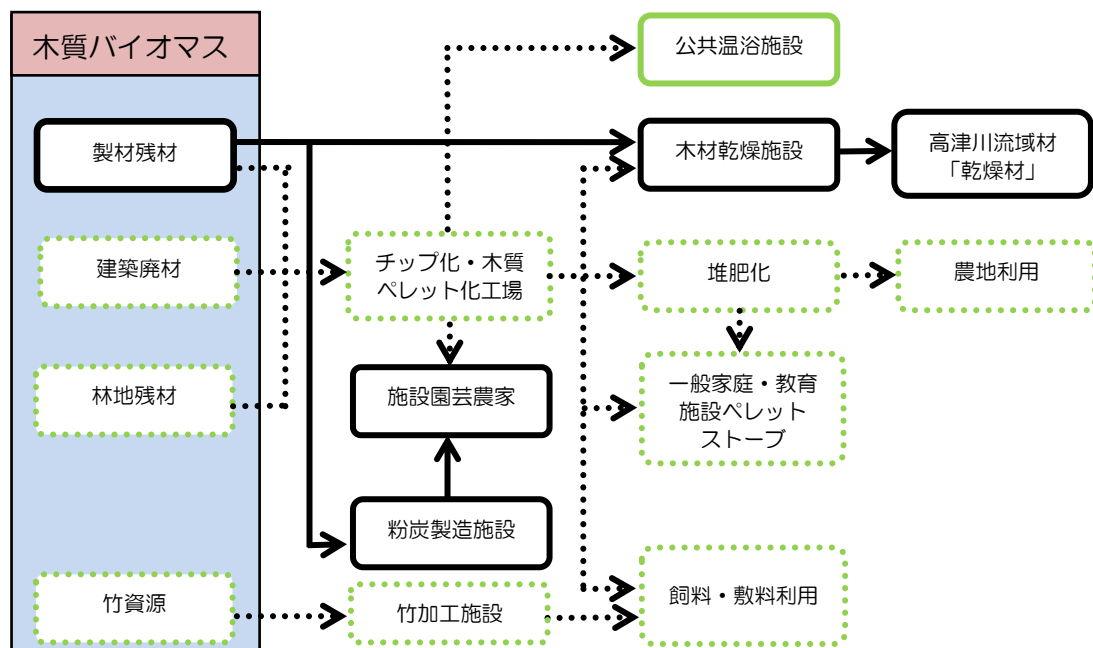 木質バイオマス
公共温浴施設
製材残材
木材乾燥施設
高津川流域材
「乾燥材」
建築廃材
チップ化・木質
ペレット化工場
堆肥化
農地利用
林地残材
施設園芸農家
一般家庭・教育
施設ペレット
ストーブ
粉炭製造施設
竹資源
竹加工施設
飼料・敷料利用